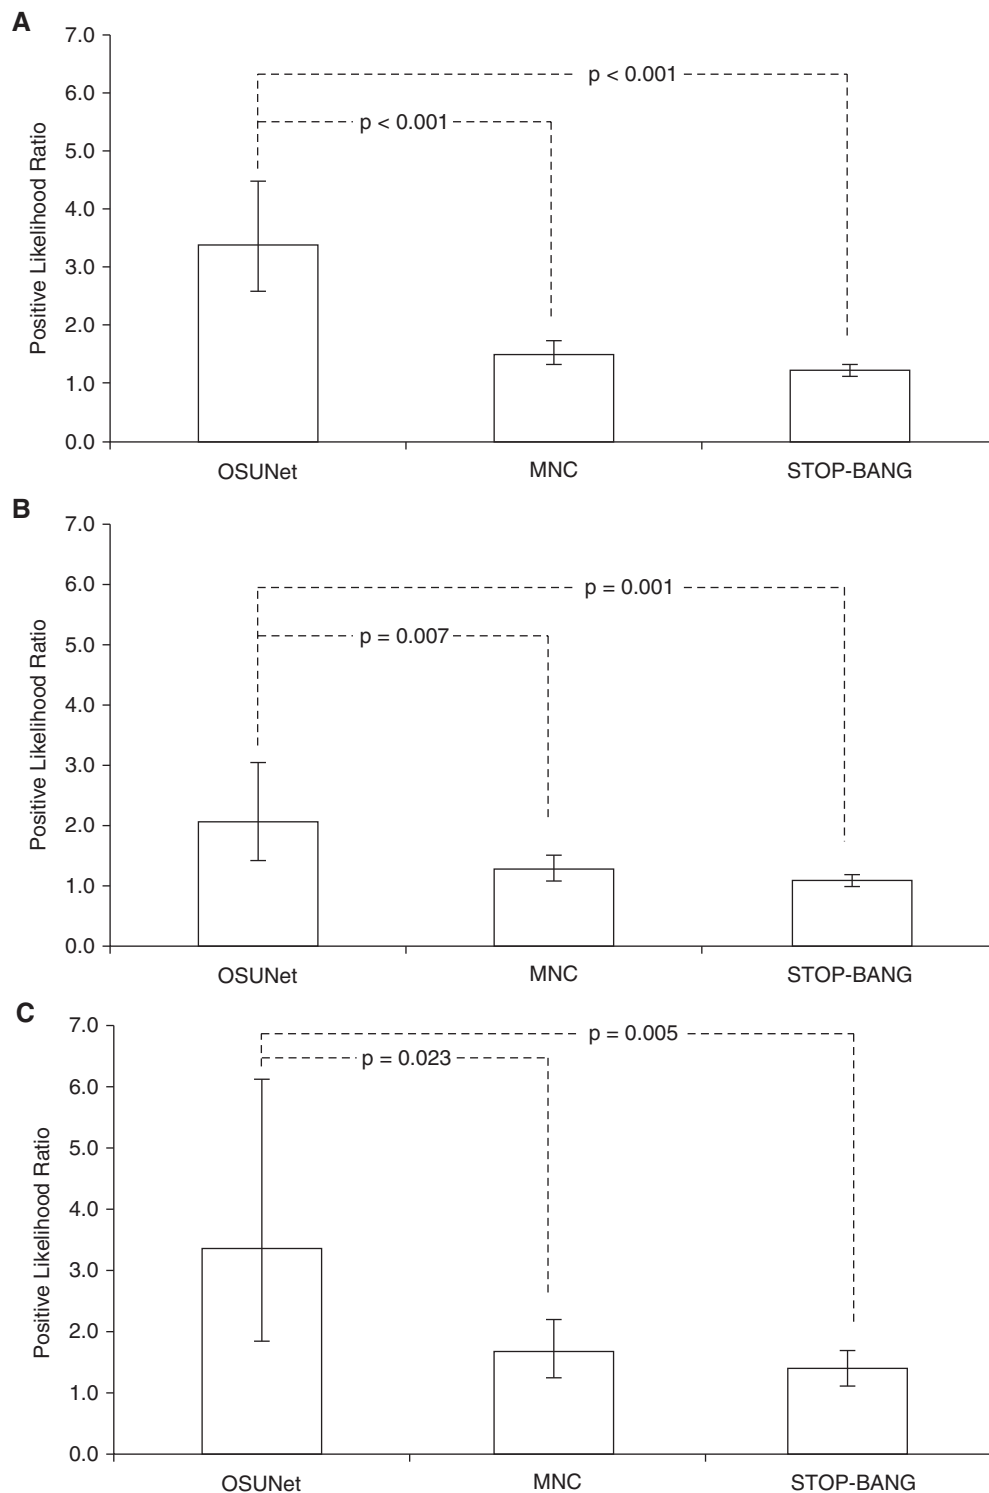 A
7.0
6.0
5.0
4.0
3.0
2.0
1.0
0.0
Positive Likelihood Ratio
p < 0.001
p < 0.001
OSUNet
MNC
STOP-BANG
B
7.0
6.0
5.0
4.0
3.0
2.0
1.0
0.0
Positive Likelihood Ratio
p = 0.001
p = 0.007
OSUNet
MNC
STOP-BANG
C
7.0
6.0
5.0
4.0
3.0
2.0
1.0
0.0
Positive Likelihood Ratio
p = 0.005
p = 0.023
OSUNet
MNC
STOP-BANG